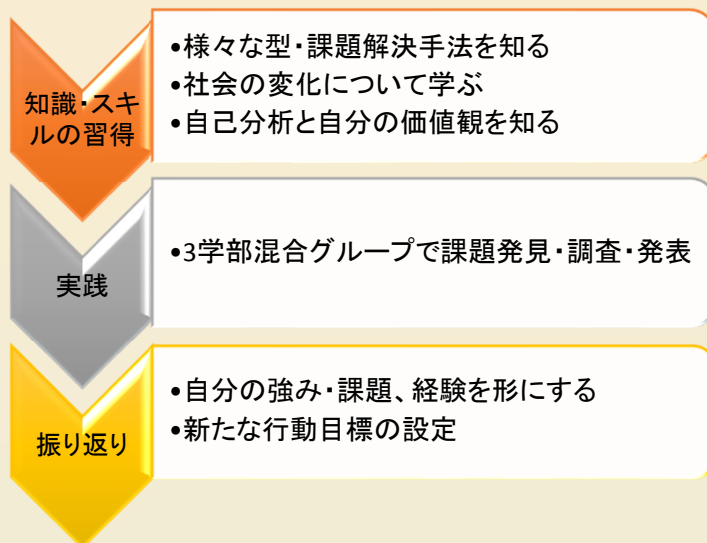 知識・スキ
ルの習得
•様々な型・課題解決手法を知る
•社会の変化について学ぶ
•自己分析と自分の価値観を知る
実践
•3学部混合グループで課題発見・調査・発表
振り返り
•自分の強み・課題、経験を形にする
•新たな行動目標の設定